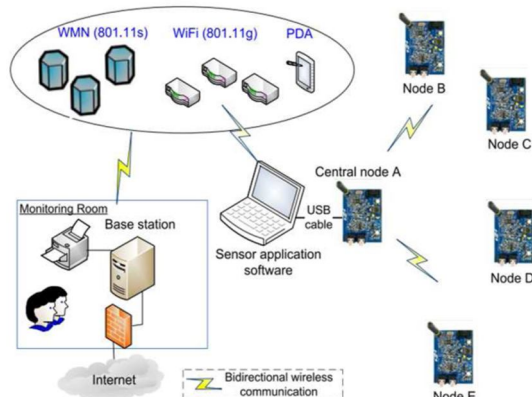 WMN (801.11s)
WiFi (801.11g)
PDA
Node B
Node C
Central node A
Monitoring Room
Base station
USB
cable
Sensor application
software
Node D
Internet
Bidirectional wireless
communication
Node E